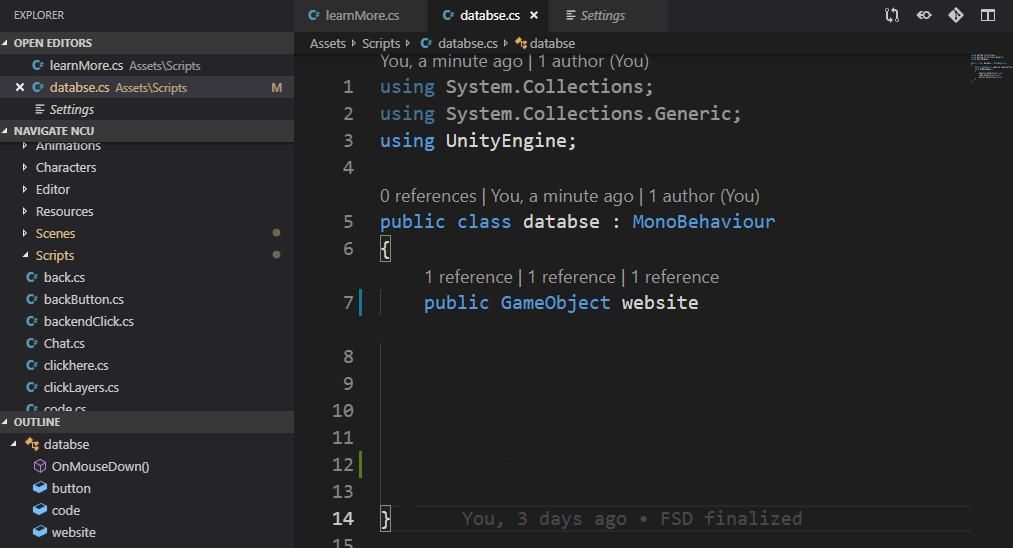 EXPLORER
OPEN EDITORS
learnMore.cs Assets\Scripts
databse.cs Assets\Scripts M
Settings
NAVIGATE NCU
Animations
Characters
Editor
Resources
Scenes
Scripts
back.cs
backButton.cs
backendClick.cs
Chat.cs
clickhere.cs
clickLayers.cs
code.cs
OUTLINE
databse
OnMouseDown()
button
code
website
learnMore.cs databse.cs Settings
Assets Scripts databse.cs databse
You, a minute ago | 1 author (You)
1 using System.Collections;
2 using System.Collections.Generic;
3 using UnityEngine;
4
0 references | You, a minute ago | 1 author (You)
5 public class databse : MonoBehaviour
6 {
1 reference | 1 reference | 1 reference
7 public GameObject website
8
9
10
11
12
13
14 } You, 3 days ago • FSD finalized
15